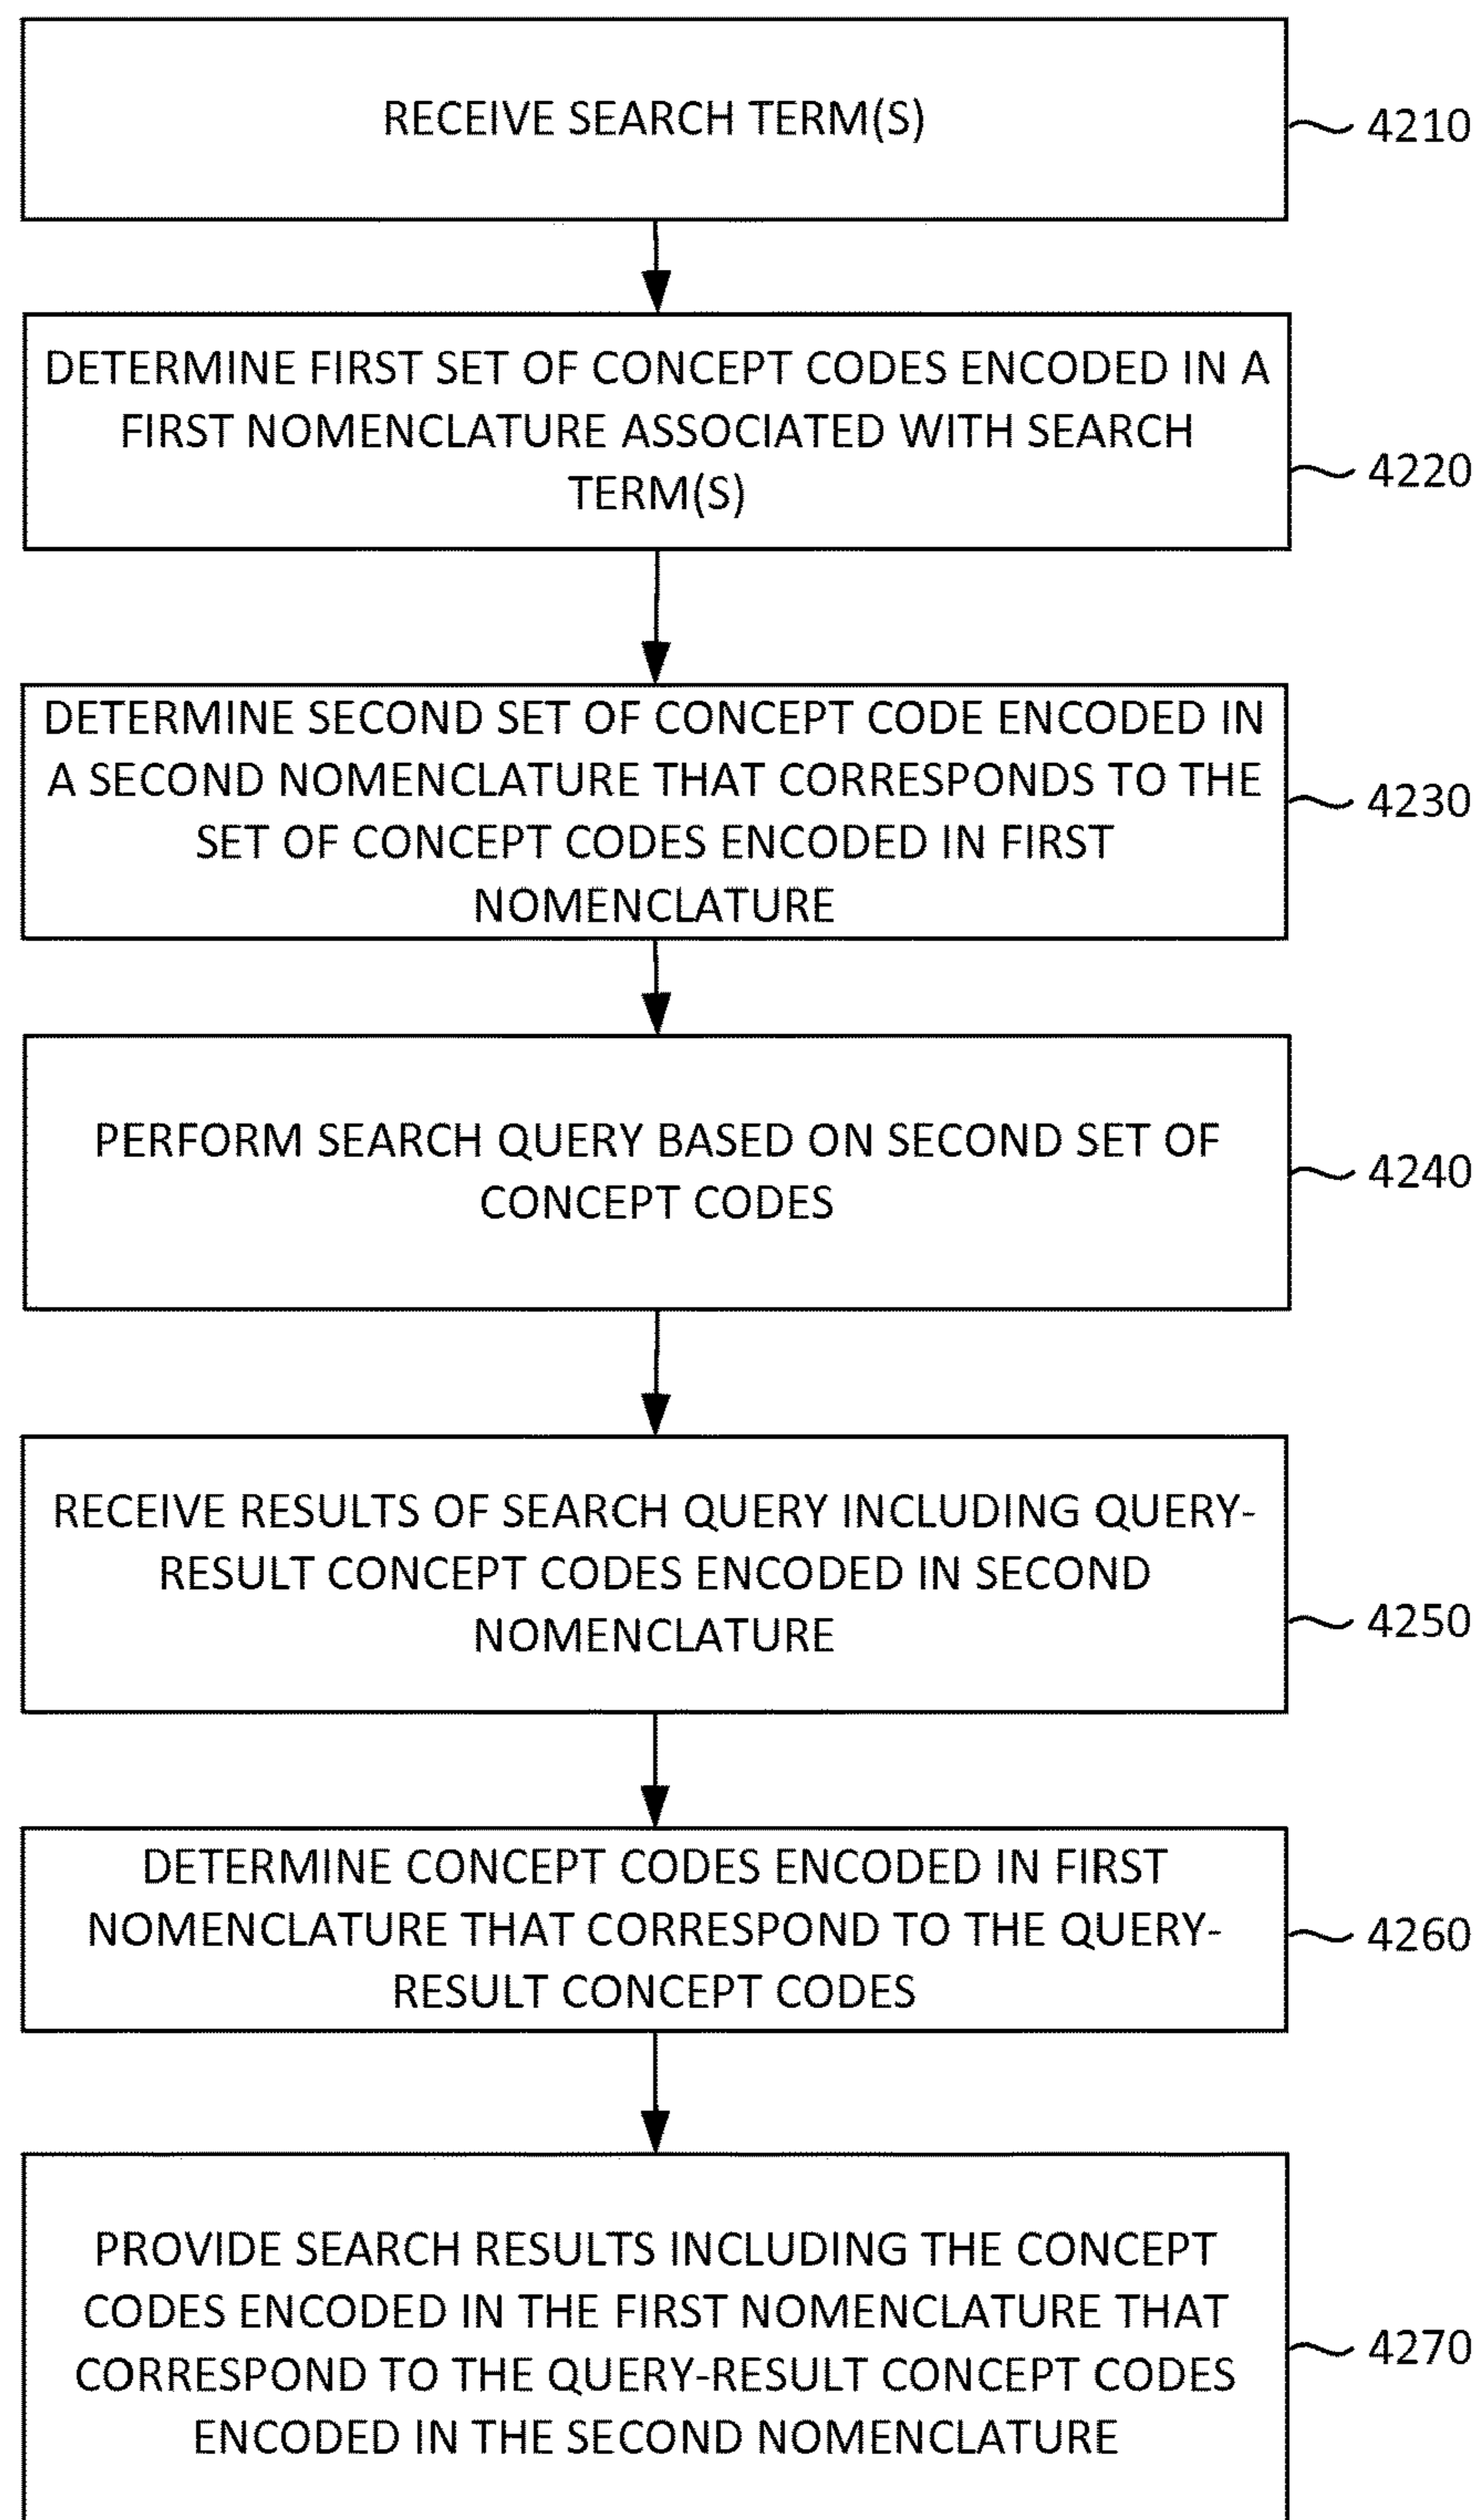 RECEIVE SEARCH TERM(S)
4210
DETERMINE FIRST SET OF CONCEPT CODES ENCODED IN A
FIRST NOMENCLATURE ASSOCIATED WITH SEARCH
TERM(S)
4220
DETERMINE SECOND SET OF CONCEPT CODE ENCODED IN
A SECOND NOMENCLATURE THAT CORRESPONDS TO THE
SET OF CONCEPT CODES ENCODED IN FIRST
NOMENCLATURE
4230
PERFORM SEARCH QUERY BASED ON SECOND SET OF
CONCEPT CODES
4240
RECEIVE RESULTS OF SEARCH QUERY INCLUDING QUERY-
RESULT CONCEPT CODES ENCODED IN SECOND
NOMENCLATURE
4250
DETERMINE CONCEPT CODES ENCODED IN FIRST
NOMENCLATURE THAT CORRESPOND TO THE QUERY-
RESULT CONCEPT CODES
4260
PROVIDE SEARCH RESULTS INCLUDING THE CONCEPT
CODES ENCODED IN THE FIRST NOMENCLATURE THAT
CORRESPOND TO THE QUERY-RESULT CONCEPT CODES
ENCODED IN THE SECOND NOMENCLATURE
4270